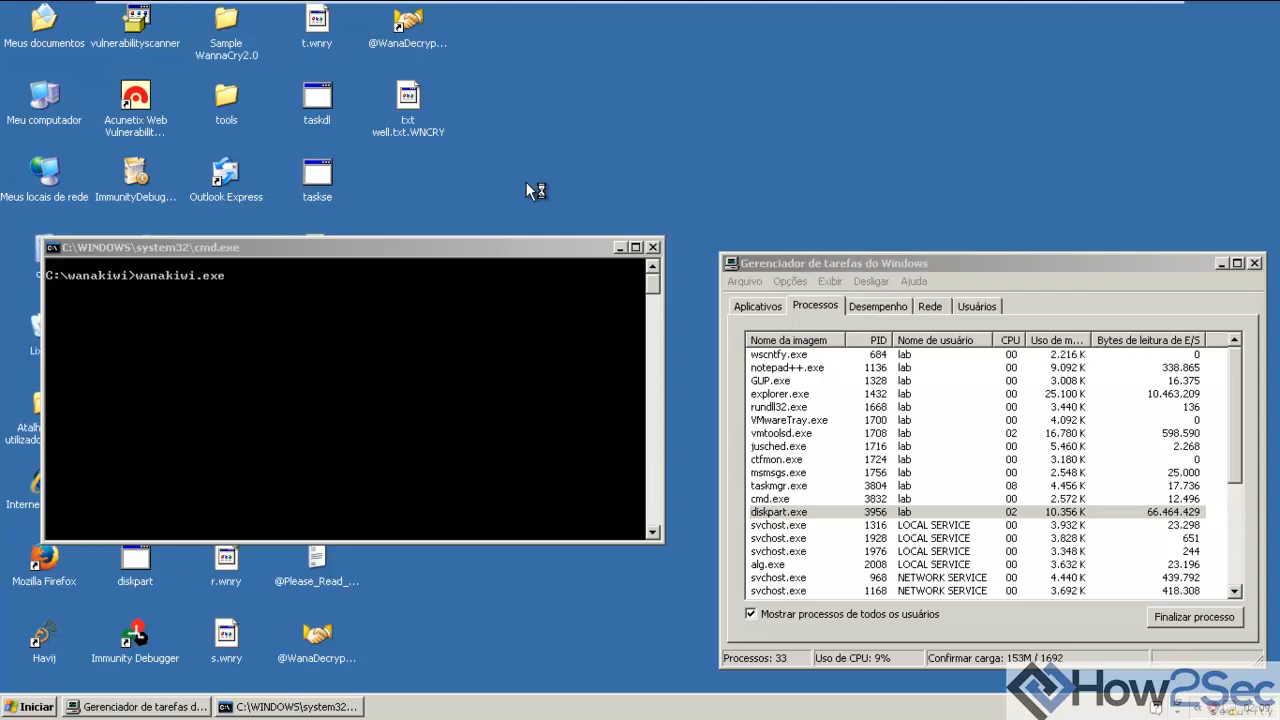 Meus documentos
vulnerabilityscanner
Sample
WannaCry2.0
t.wnry
@WanaDecryp...
Meu computador
Acunetix Web
Vulnerabilit...
tools
taskdl
txt
well.txt.WNCRY
Meus locais de rede
ImmunityDebug...
Outlook Express
taskse
C:\WINDOWS\system32\cmd.exe
C:\wanakiwi>wanakiwi.exe
Gerenciador de tarefas do Windows
Arquivo Opções Exibir Desligar Ajuda
Aplicativos Processos Desempenho Rede Usuários
Nome da imagem PID Nome de usuário CPU Uso de m... Bytes de leitura de E/S
wscntfy.exe 684 lab 00 2.216 K 0
notepad++.exe 1136 lab 00 9.092 K 338.865
GUP.exe 1328 lab 00 3.008 K 16.375
explorer.exe 1432 lab 00 25.100 K 10.463.209
rundll32.exe 1668 lab 00 3.440 K 136
VMwareTray.exe 1700 lab 00 4.092 K 0
vmtoolsd.exe 1708 lab 02 16.780 K 598.590
jusched.exe 1716 lab 00 5.460 K 2.268
ctfmon.exe 1724 lab 00 3.180 K 0
msmsgs.exe 1756 lab 00 2.548 K 25.000
taskmgr.exe 3804 lab 08 4.456 K 17.736
cmd.exe 3832 lab 00 2.572 K 12.496
diskpart.exe 3956 lab 02 10.356 K 66.464.429
svchost.exe 1316 LOCAL SERVICE 00 3.932 K 23.298
svchost.exe 1928 LOCAL SERVICE 00 3.828 K 651
svchost.exe 1976 LOCAL SERVICE 00 3.348 K 244
alg.exe 2008 LOCAL SERVICE 00 3.632 K 23.196
svchost.exe 968 NETWORK SERVICE 00 4.440 K 439.792
svchost.exe 1168 NETWORK SERVICE 00 3.692 K 418.308
Mostrar processos de todos os usuários
Finalizar processo
Processos: 33 Uso de CPU: 9% Confirmar carga: 153M / 1692
Lix
Atalh
utilizado
Internet
Mozilla Firefox
diskpart
r.wnry
@Please_Read_...
Havij
Immunity Debugger
s.wnry
@WanaDecryp...
Iniciar
Gerenciador de tarefas d...
C:\WINDOWS\system32...
How2Sec
security